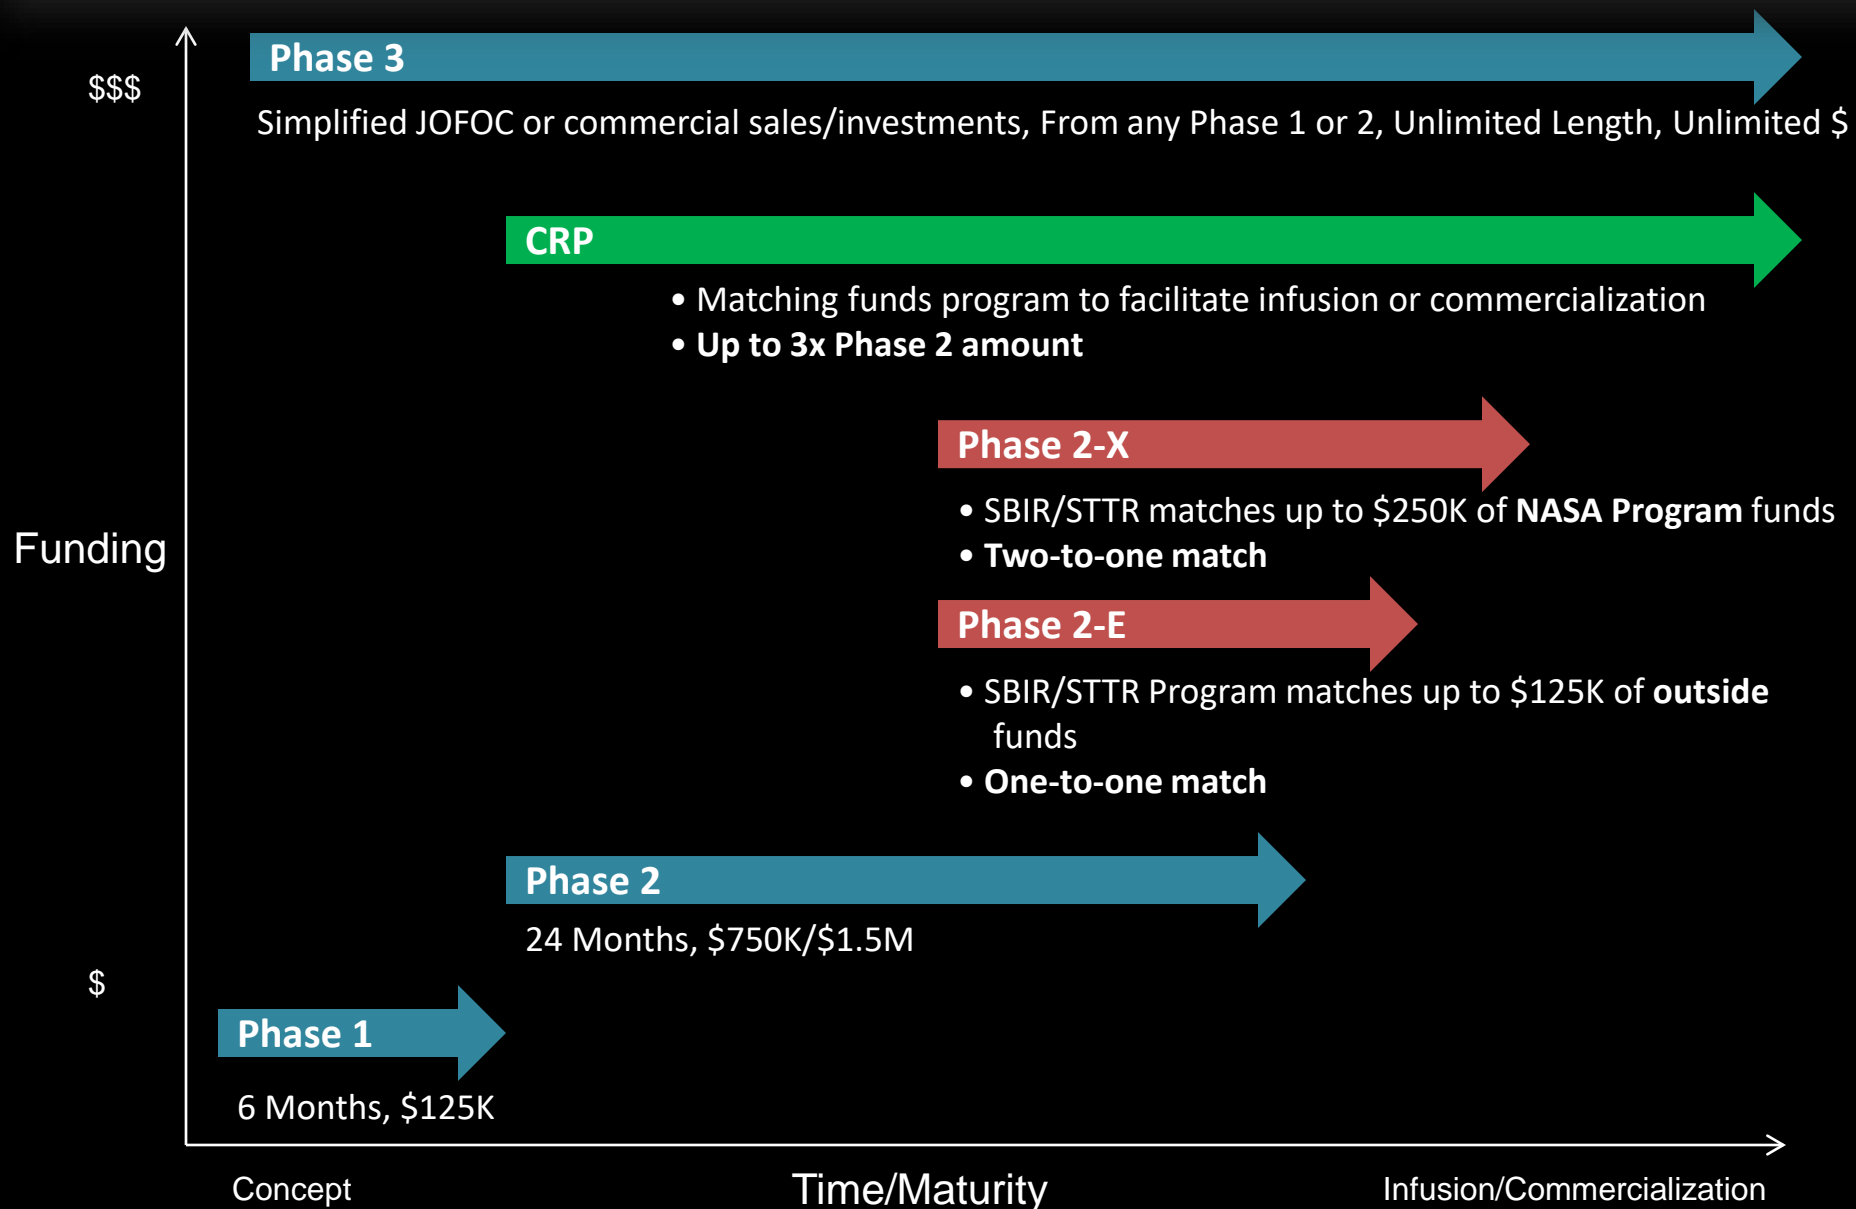 Phase 3
$$$
Simplified JOFOC or commercial sales/investments, From any Phase 1 or 2, Unlimited Length, Unlimited $
CRP
• Matching funds program to facilitate infusion or commercialization
• Up to 3x Phase 2 amount
Phase 2-X
• SBIR/STTR matches up to $250K of NASA Program funds
• Two-to-one match
Funding
Phase 2-E
• SBIR/STTR Program matches up to $125K of outside
funds
• One-to-one match
Phase 2
24 Months, $750K/$1.5M
$
Phase 1
6 Months, $125K
Concept
Time/Maturity
Infusion/Commercialization